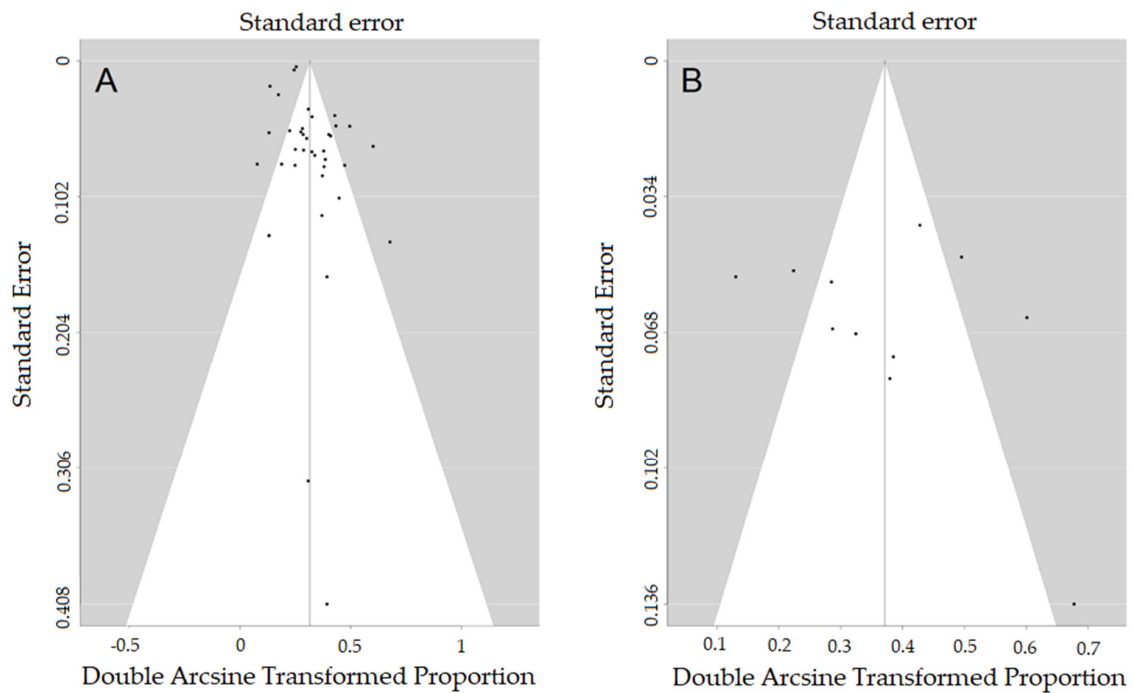 Standard error
A
Standard Error
0
0.102
0.204
0.306
0.408
-0.5 0 0.5 1
Double Arcsine Transformed Proportion
Standard error
B
Standard Error
0
0.034
0.068
0.102
0.136
0.1 0.2 0.3 0.4 0.5 0.6 0.7
Double Arcsine Transformed Proportion